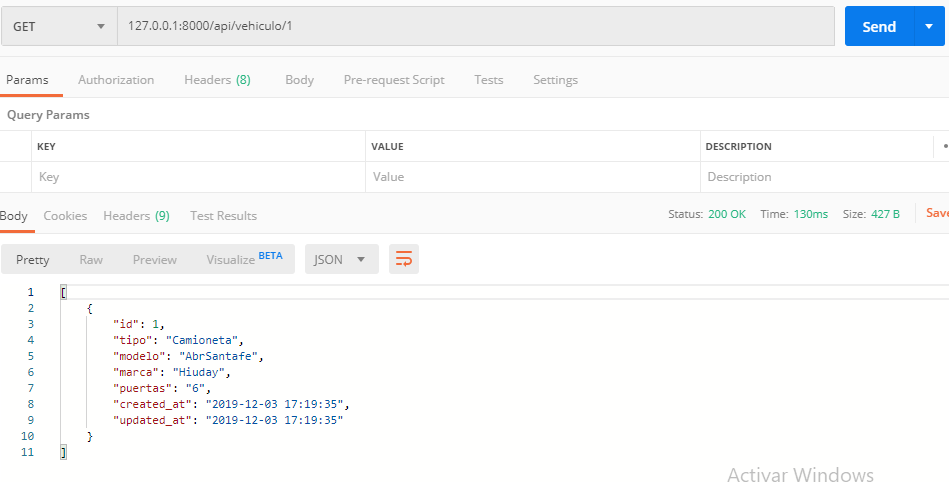 GET 127.0.0.1:8000/api/vehiculo/1 Send
Params Authorization Headers (8) Body Pre-request Script Tests Settings
Query Params
KEY VALUE DESCRIPTION
Key Value Description
Body Cookies Headers (9) Test Results Status: 200 OK Time: 130ms Size: 427 B Save
Pretty Raw Preview Visualize BETA JSON
1 [
2 {
3 "id": 1,
4 "tipo": "Camioneta",
5 "modelo": "AbrSantafe",
6 "marca": "Hiuday",
7 "puertas": "6",
8 "created_at": "2019-12-03 17:19:35",
9 "updated_at": "2019-12-03 17:19:35"
10 }
11 ]
Activar Windows